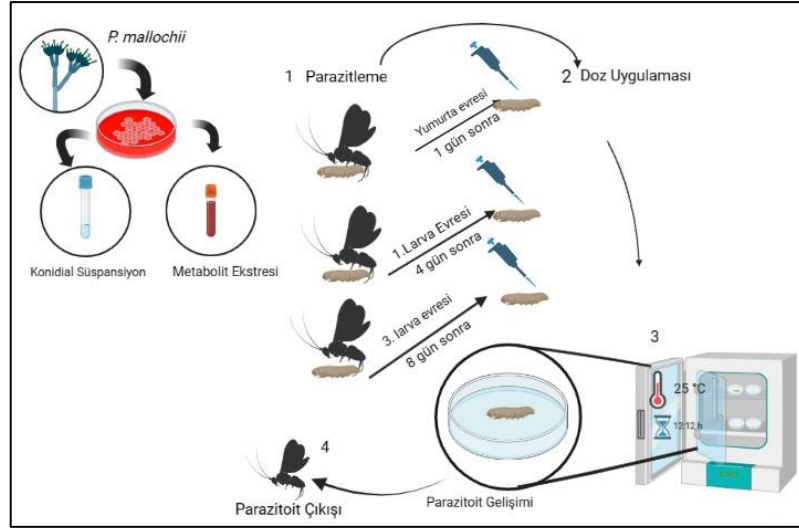 P. mallochii
Konidial Süspansiyon
Metabolit Ekstresi
1 Parazitleme
2 Doz Uygulaması
Yumurta evresi
1 gün sonra
1.Larva Evresi
4 gün sonra
3. larva evresi
8 gün sonra
3
25 °C
12:12 h
Parazitoit Gelişimi
4
Parazitoit Çıkışı